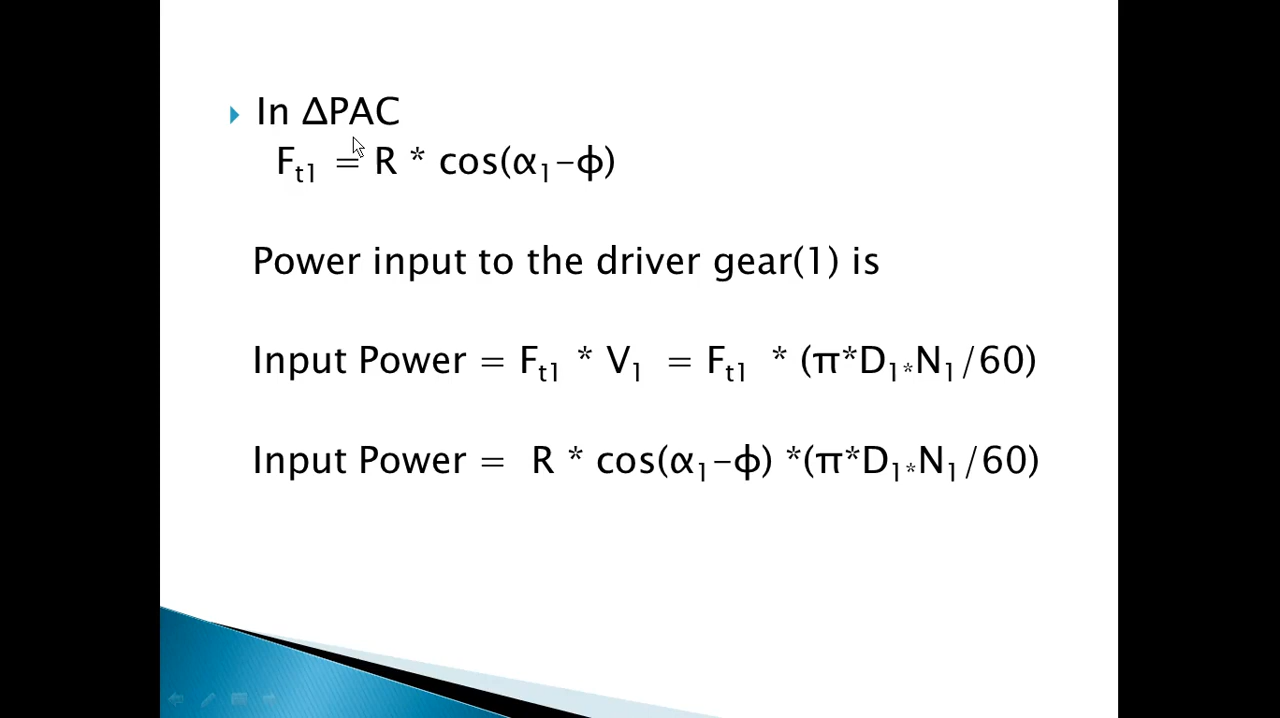 In ΔPAC
Fₜ₁ = R * cos(α₁-ϕ)
Power input to the driver gear(1) is
Input Power = Fₜ₁ * V₁ = Fₜ₁ * (π*D₁*N₁/60)
Input Power = R * cos(α₁-ϕ) *(π*D₁*N₁/60)